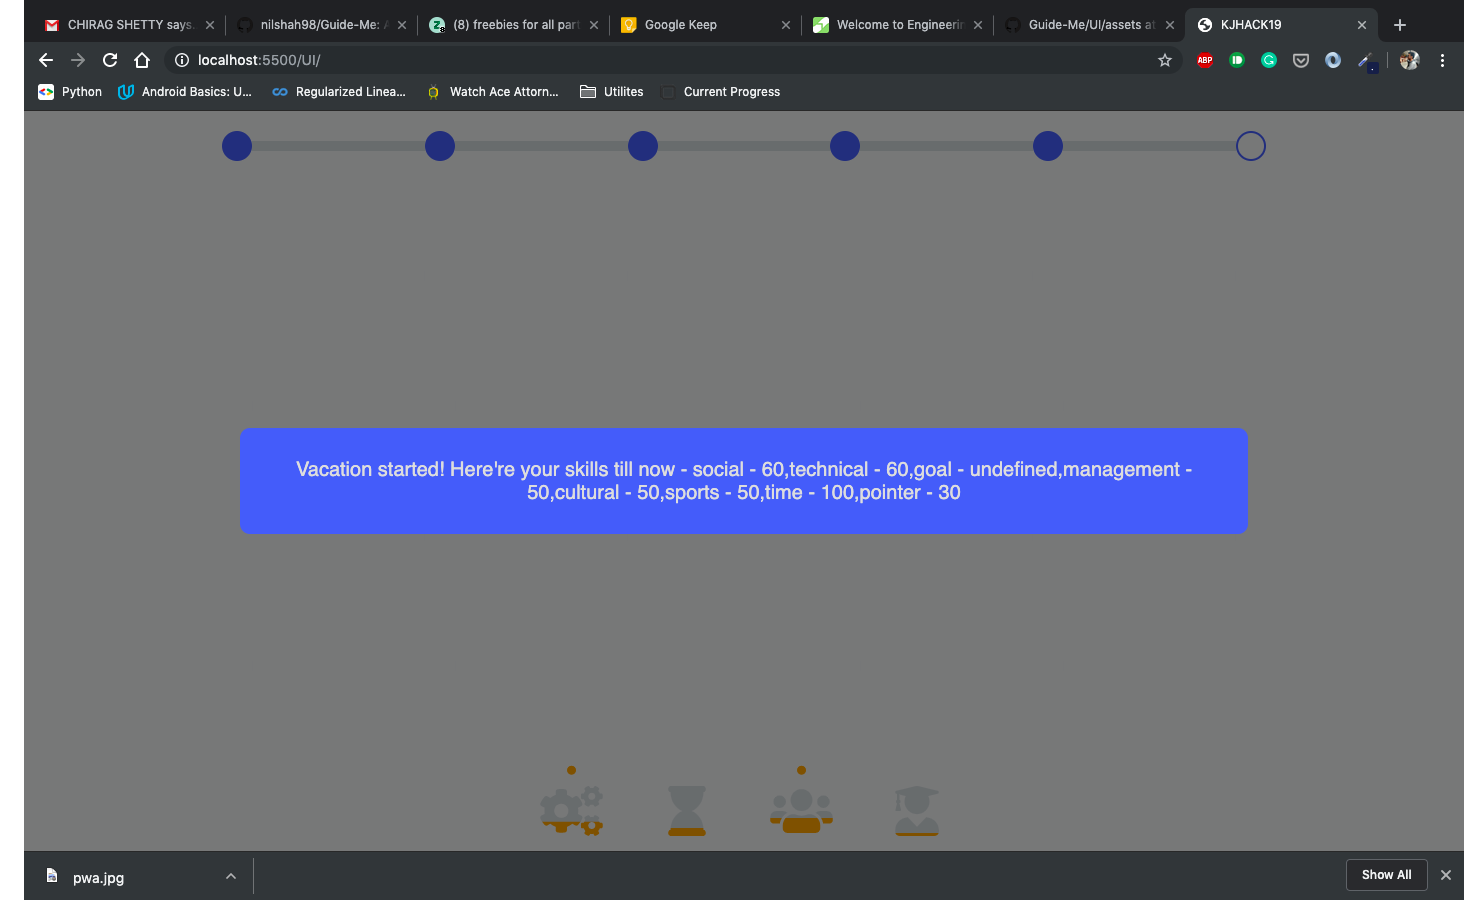 CHIRAG SHETTY says.
nilshah98/Guide-Me: A
(8) freebies for all part
Google Keep
Welcome to Engineerin
Guide-Me/UI/assets at
KJHACK19
localhost:5500/UI/
ABP
Python
Android Basics: U...
Regularized Linea...
Watch Ace Attorn...
Utilites
Current Progress
Vacation started! Here're your skills till now - social - 60,technical - 60,goal - undefined,management -
50,cultural - 50,sports - 50,time - 100,pointer - 30
pwa.jpg
Show All